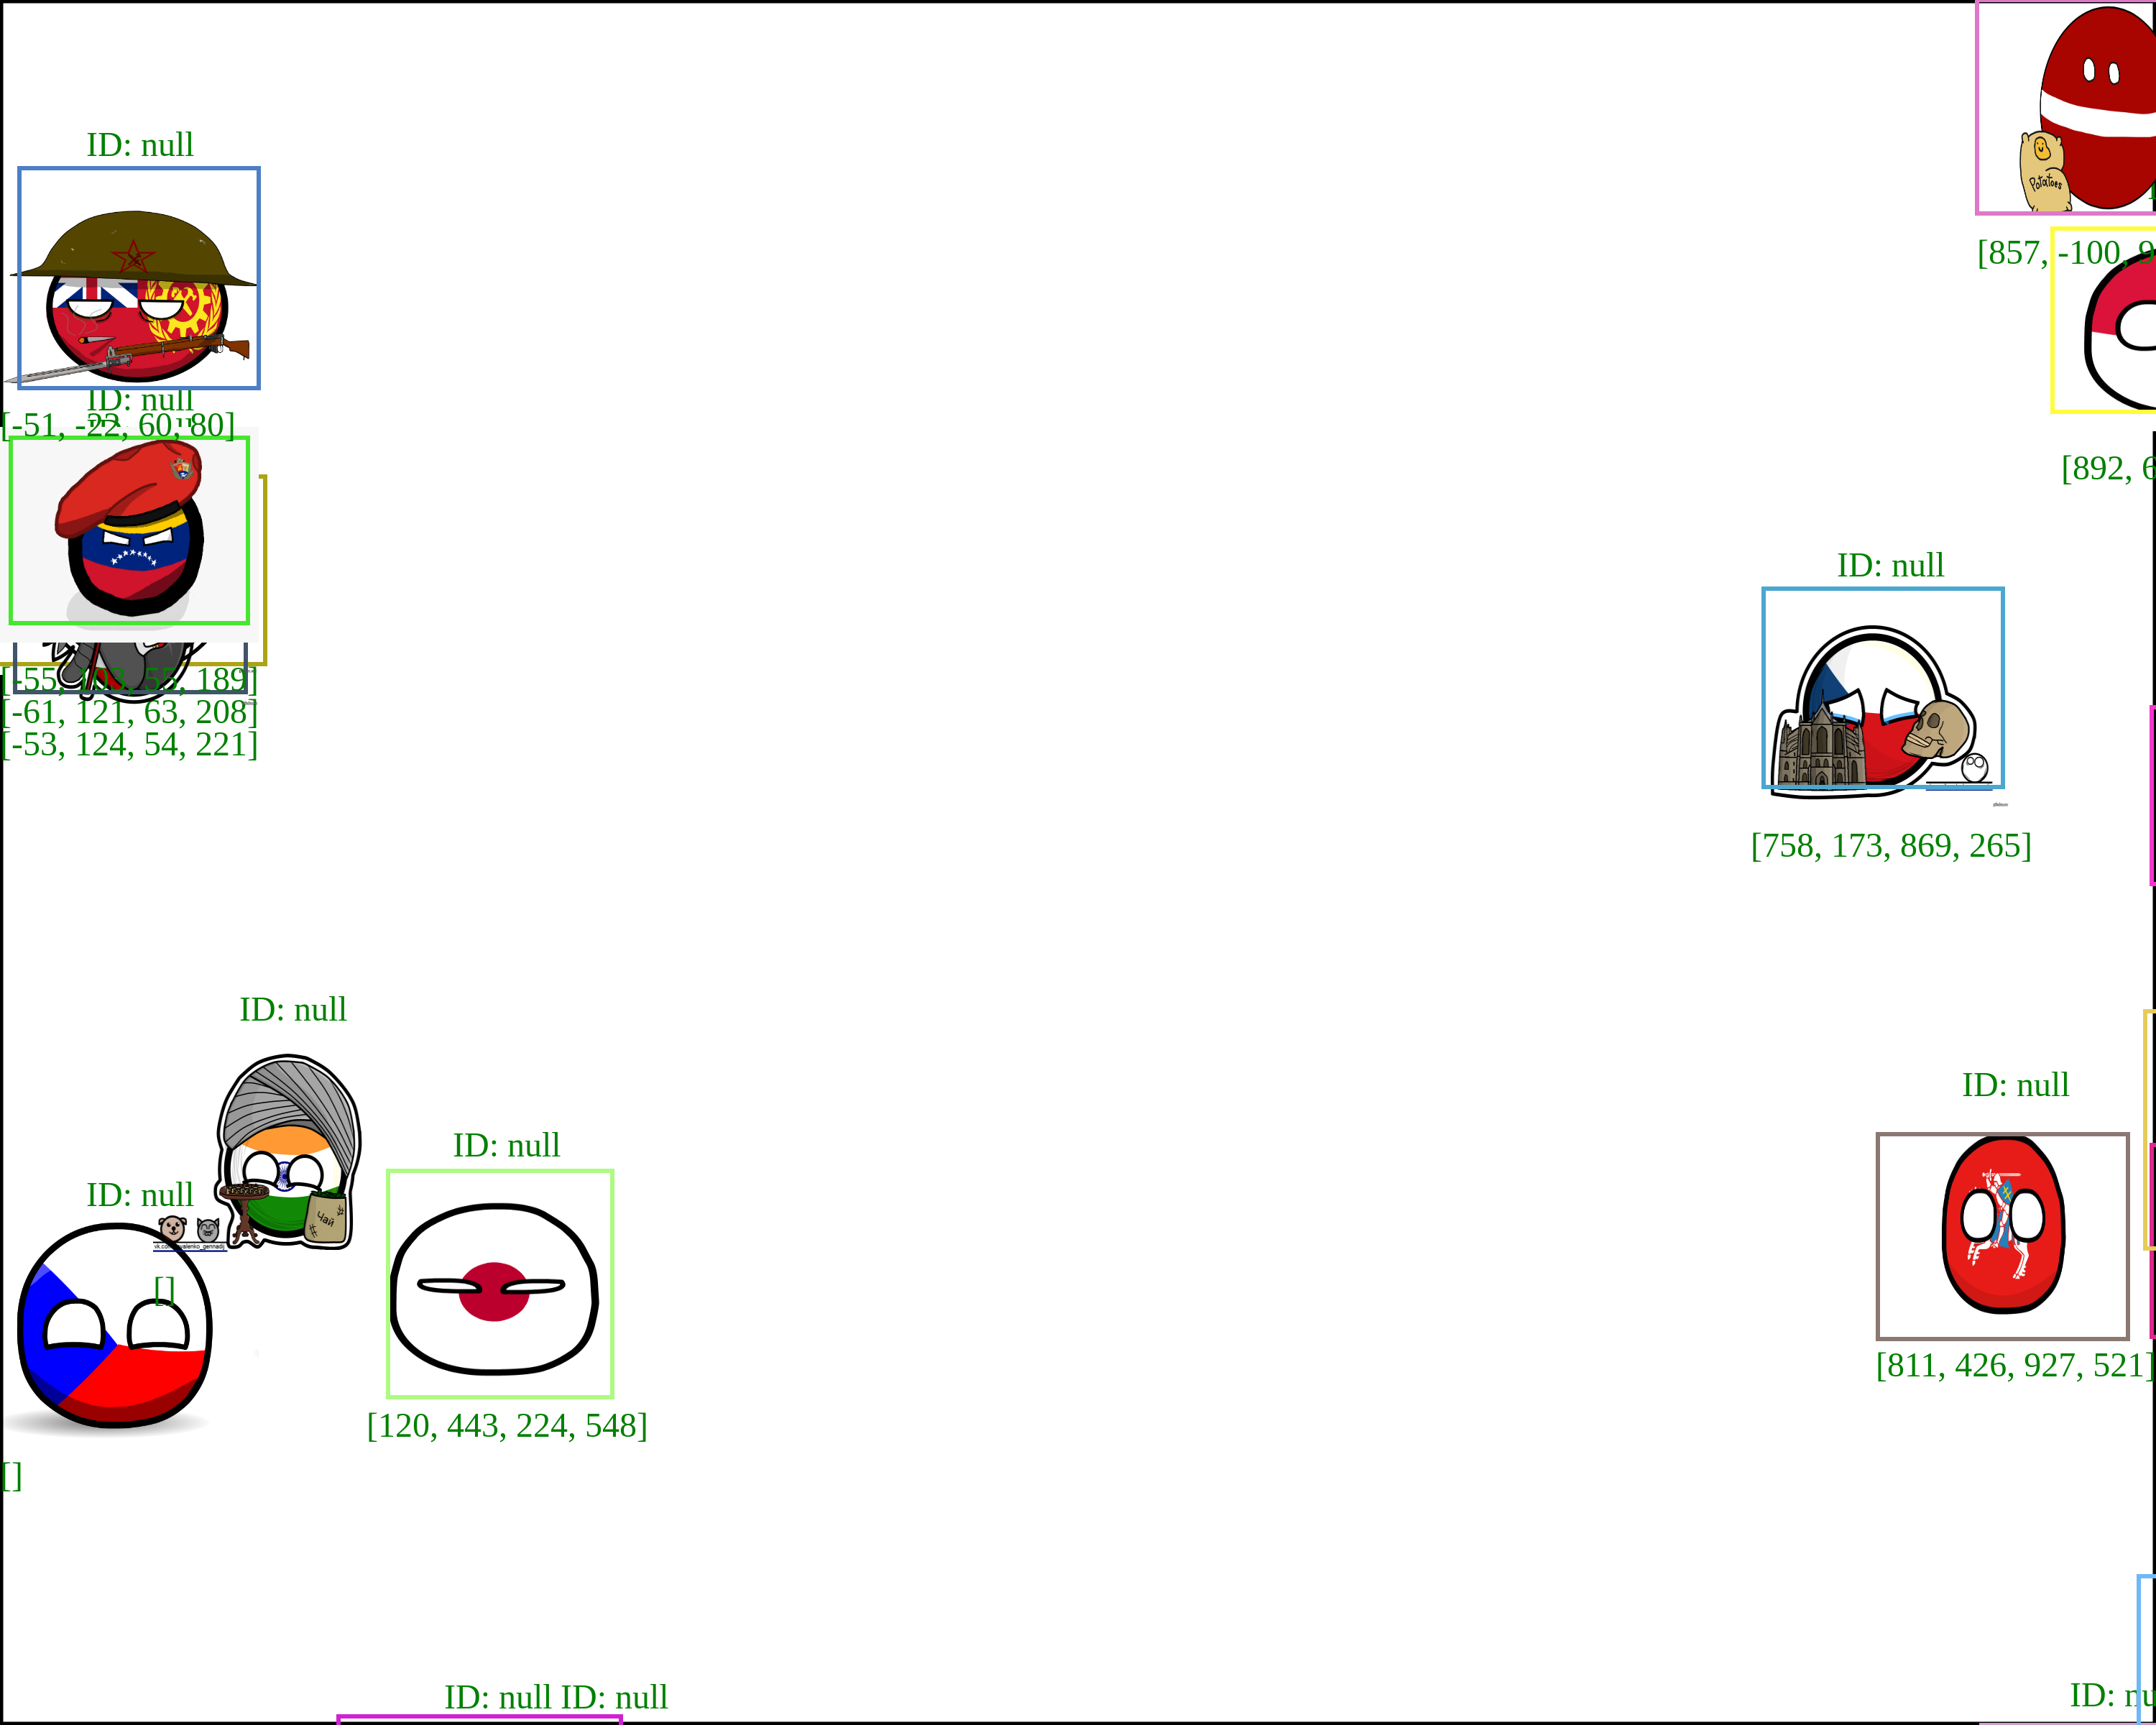 ID: null
Potatoes
[857, -100, 9
ID: null
[-51, -22, 60, 80]
[892, 6
ID: null
[-55, 103, 55, 189]
[-61, 121, 63, 208]
[-53, 124, 54, 221]
[758, 173, 869, 265]
ID: null
ID: null
ID: null
ID: null
Чай
[]
[811, 426, 927, 521]
[120, 443, 224, 548]
[]
ID: null ID: null
ID: nu